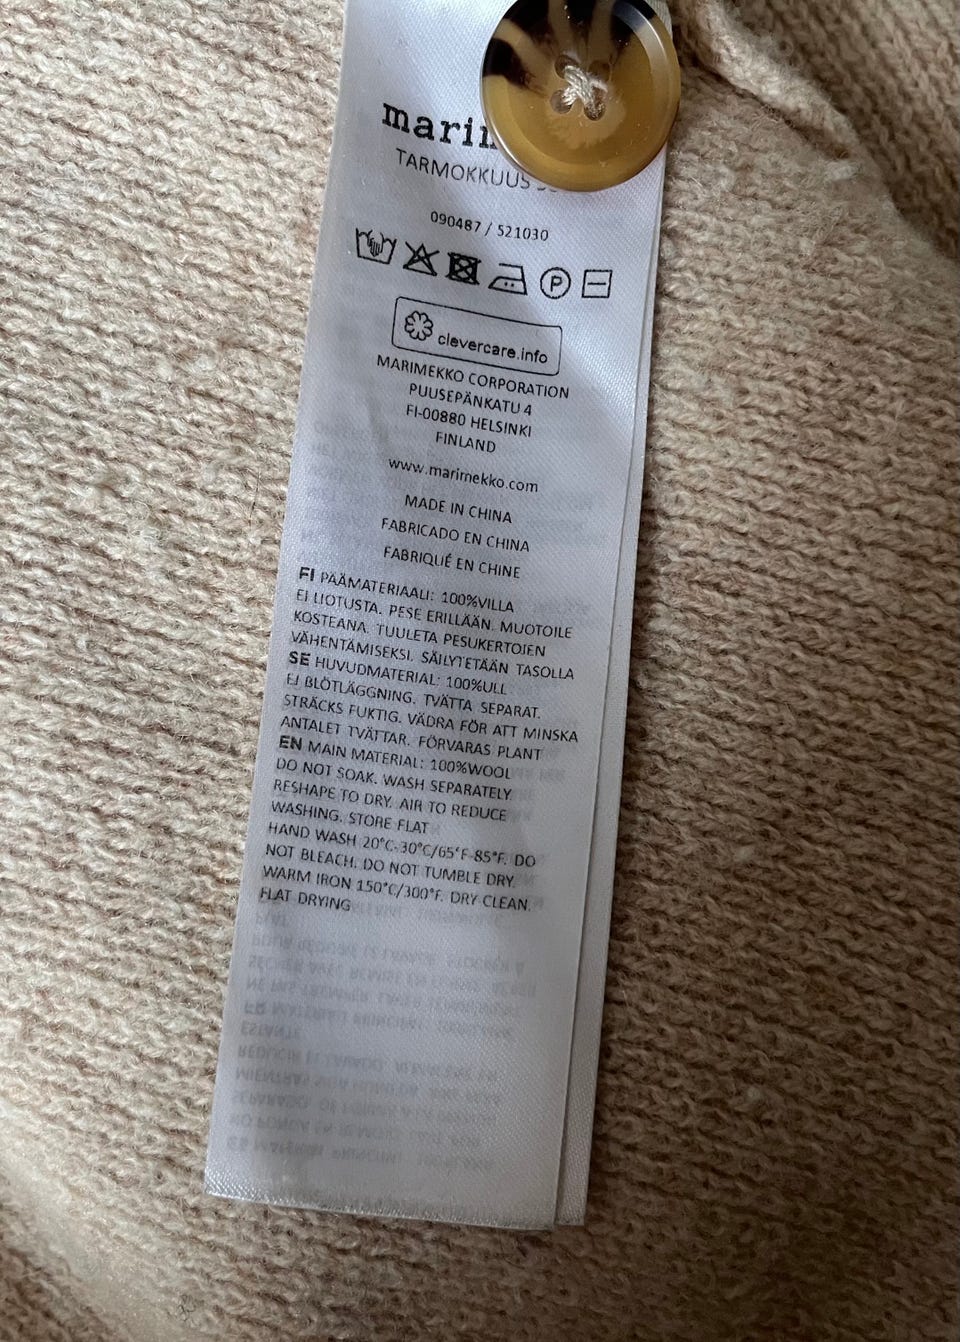 TARMOKKUUS
090487 / 521030
P
clevercare.info
MARIMEKKO CORPORATION
PUUSEPÄNKATU 4
FI-00880 HELSINKI
FINLAND
www.marimekko.com
MADE IN CHINA
FABRICADO EN CHINA
FABRIQUÉ EN CHINE
FI PÄÄMATERIAALI: 100%VILLA
EI LIOTUSTA. PESE ERILLÄÄN. MUOTOILE
KOSTEANA. TUULETA PESUKERTOJEN
VÄHENTÄMISEKSI. SÄILYTETÄÄN TASOLLA
SE HUVUDMATERIAL: 100%ULL
EJ BLÖTLÄGGNING. TVÄTTA SEPARAT.
STRÄCKS FUKTIG. VÄDRA FÖR ATT MINSKA
ANTALET TVÄTTAR. FÖRVARAS PLANT
EN MAIN MATERIAL: 100%WOOL
DO NOT SOAK. WASH SEPARATELY
RESHAPE TO DRY. AIR TO REDUCE
WASHING. STORE FLAT
HAND WASH 20°C-30°C/65°F-85°F. DO
NOT BLEACH. DO NOT TUMBLE DRY.
WARM IRON 150°C/300°F. DRY CLEAN.
FLAT DRYING